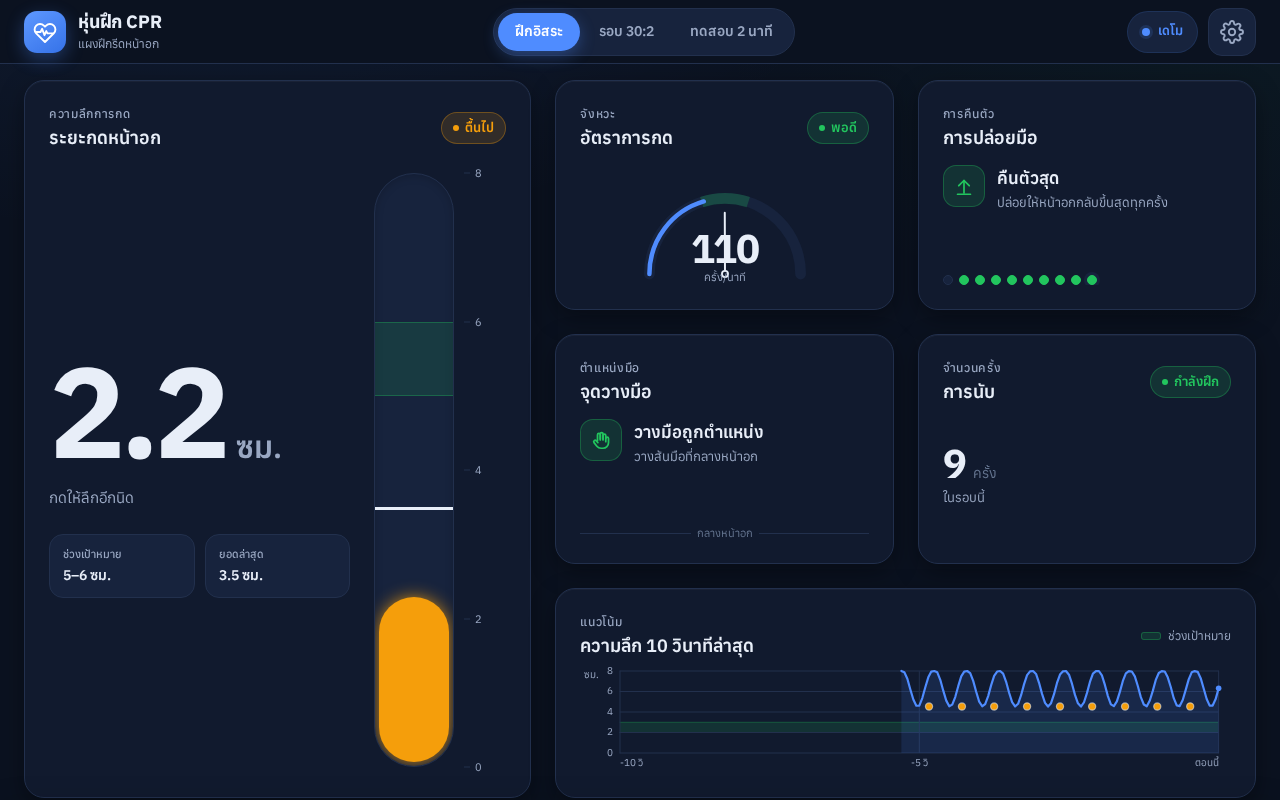 หุ่นฝึก CPR
แผงฝึกรีดหน้าอก
ฝึกอิสระ
รอบ 30:2
ทดสอบ 2 นาที
เดโม
ความลึกการกด
ระยะกดหน้าอก
ตื้นไป
8
6
4
2
0
2.2 ซม.
กดให้ลึกอีกนิด
ช่วงเป้าหมาย
5–6 ซม.
ยอดล่าสุด
3.5 ซม.
จังหวะ
อัตราการกด
พอดี
110
ครั้ง/นาที
การคืนตัว
การปล่อยมือ
คืนตัวสุด
ปล่อยให้หน้าอกกลับขึ้นสุดทุกครั้ง
ตำแหน่งมือ
จุดวางมือ
วางมือถูกตำแหน่ง
วางส้นมือที่กลางหน้าอก
กลางหน้าอก
จำนวนครั้ง
การนับ
กำลังฝึก
9 ครั้ง
ในรอบนี้
แนวโน้ม
ความลึก 10 วินาทีล่าสุด
ช่วงเป้าหมาย
ซม.
8
6
4
2
0
-10 วิ
-5 วิ
ตอนนี้